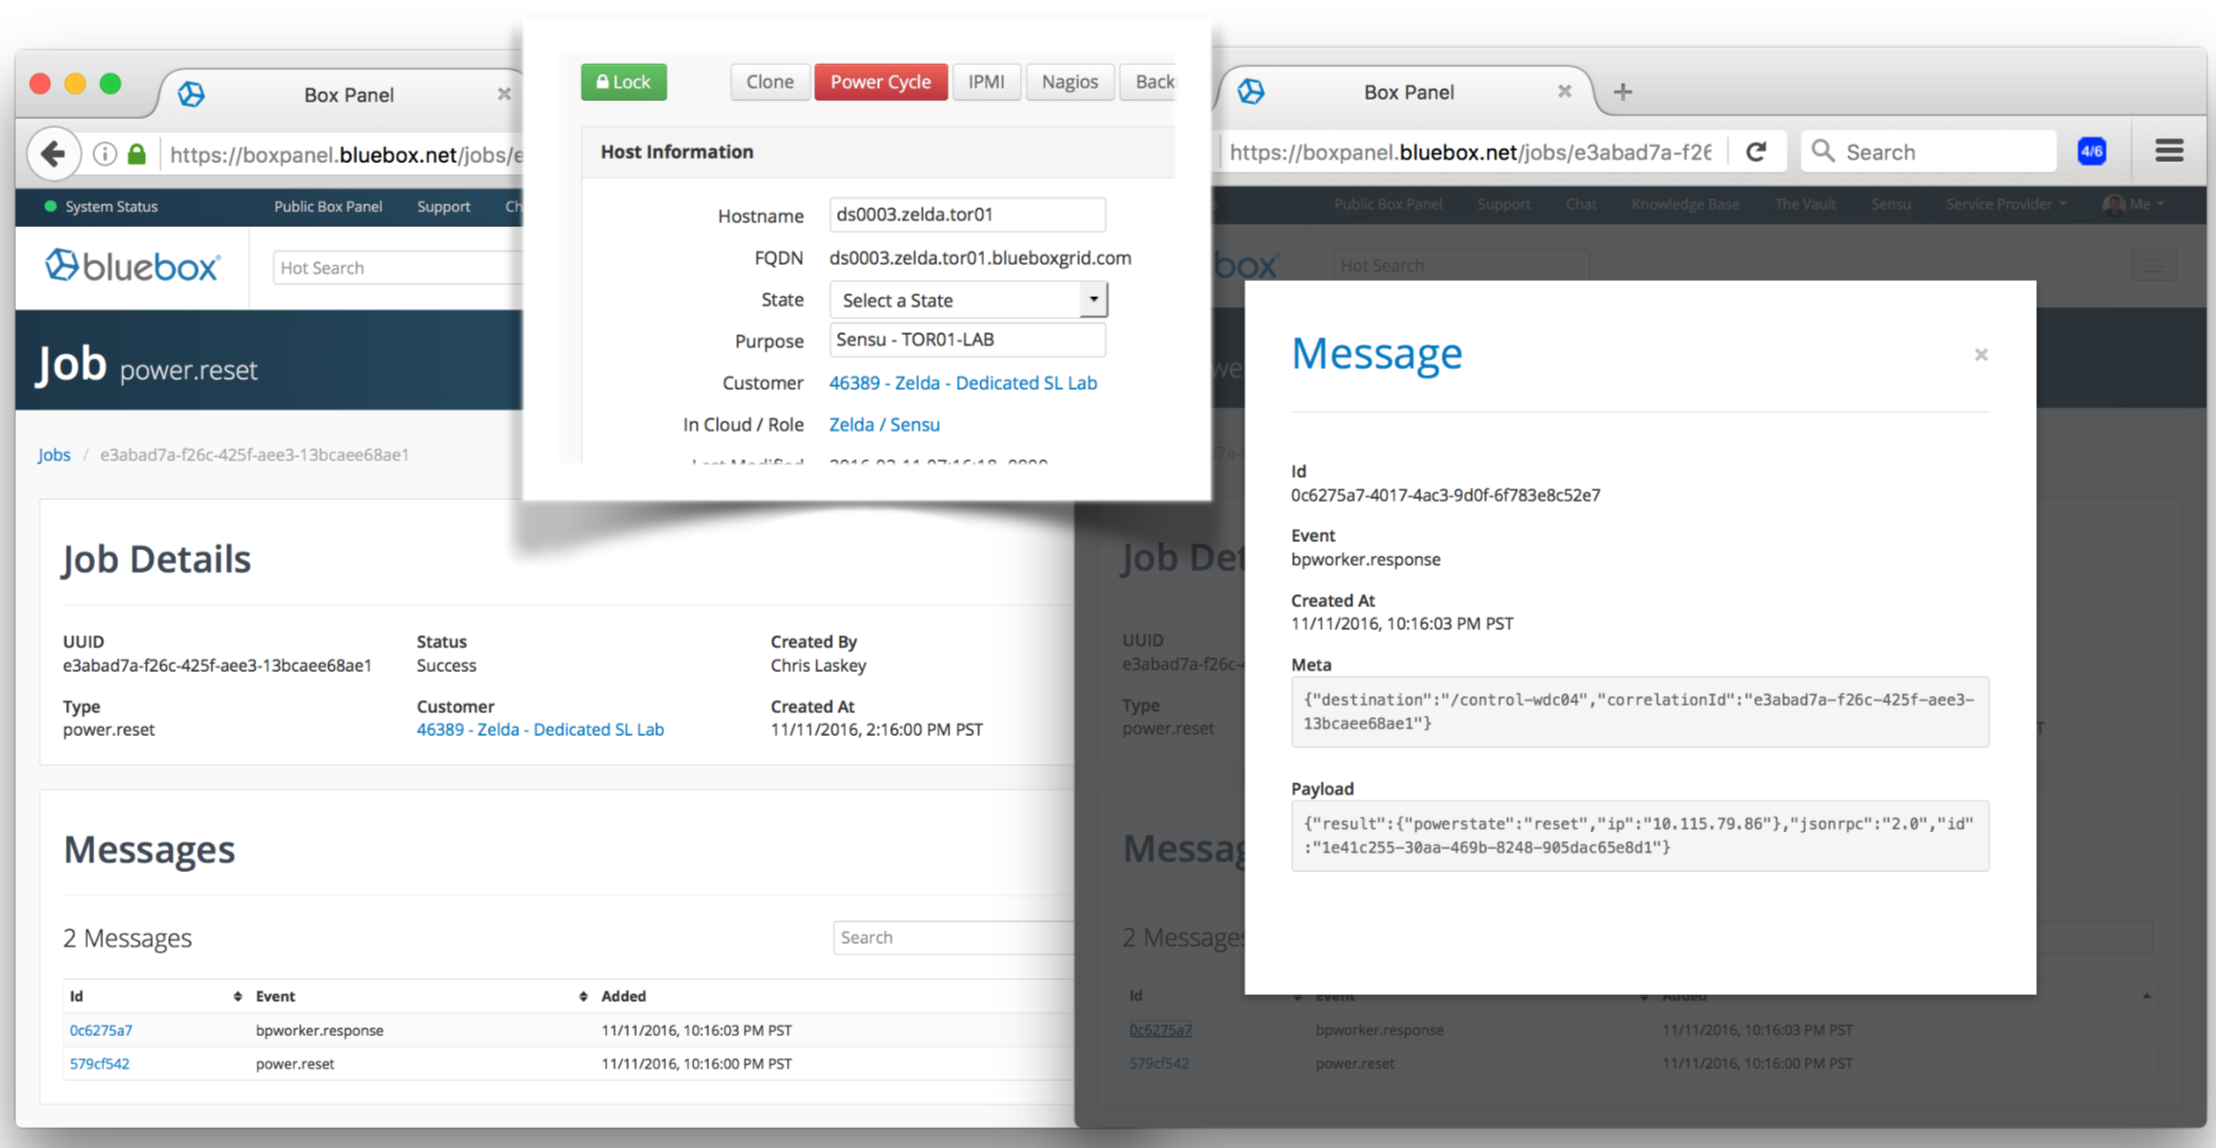 Box Panel
https://boxpanel.bluebox.net/jobs/e
System Status
Public Box Panel
Support
Ch
bluebox
Hot Search
Job power.reset
Jobs / e3abad7a-f26c-425f-aee3-13bcaee68ae1
Job Details
UUID
e3abad7a-f26c-425f-aee3-13bcaee68ae1
Status
Success
Created By
Chris Laskey
Type
power.reset
Customer
46389 - Zelda - Dedicated SL Lab
Created At
11/11/2016, 2:16:00 PM PST
Messages
2 Messages
Search
Id Event Added
0c6275a7 bpworker.response 11/11/2016, 10:16:03 PM PST
579cf542 power.reset 11/11/2016, 10:16:00 PM PST
Lock
Clone
Power Cycle
IPMI
Nagios
Back
Host Information
Hostname ds0003.zelda.tor01
FQDN ds0003.zelda.tor01.blueboxgrid.com
State Select a State
Purpose Sensu - TOR01-LAB
Customer 46389 - Zelda - Dedicated SL Lab
In Cloud / Role Zelda / Sensu
Last Modified
Box Panel
https://boxpanel.bluebox.net/jobs/e3abad7a-f26
Search
4/6
s
Public Box Panel
Support
Chat
Knowledge Base
The Vault
Sensu
Service Provider
Me
box
Hot Search
we
7a-f
Job Det
UUID
e3abad7a-f26c-4
Type
power.reset
T
Messag
2 Messages
Id Event Added
0c6275a7 bpworker.response 11/11/2016, 10:16:03 PM PST
579cf542 power.reset 11/11/2016, 10:16:00 PM PST
Message
Id
0c6275a7-4017-4ac3-9d0f-6f783e8c52e7
Event
bpworker.response
Created At
11/11/2016, 10:16:03 PM PST
Meta
{"destination":"/control-wdc04","correlationId":"e3abad7a-f26c-425f-aee3-
13bcaee68ae1"}
Payload
{"result":{"powerstate":"reset","ip":"10.115.79.86"},"jsonrpc":"2.0","id"
:"1e41c255-30aa-469b-8248-905dac65e8d1"}